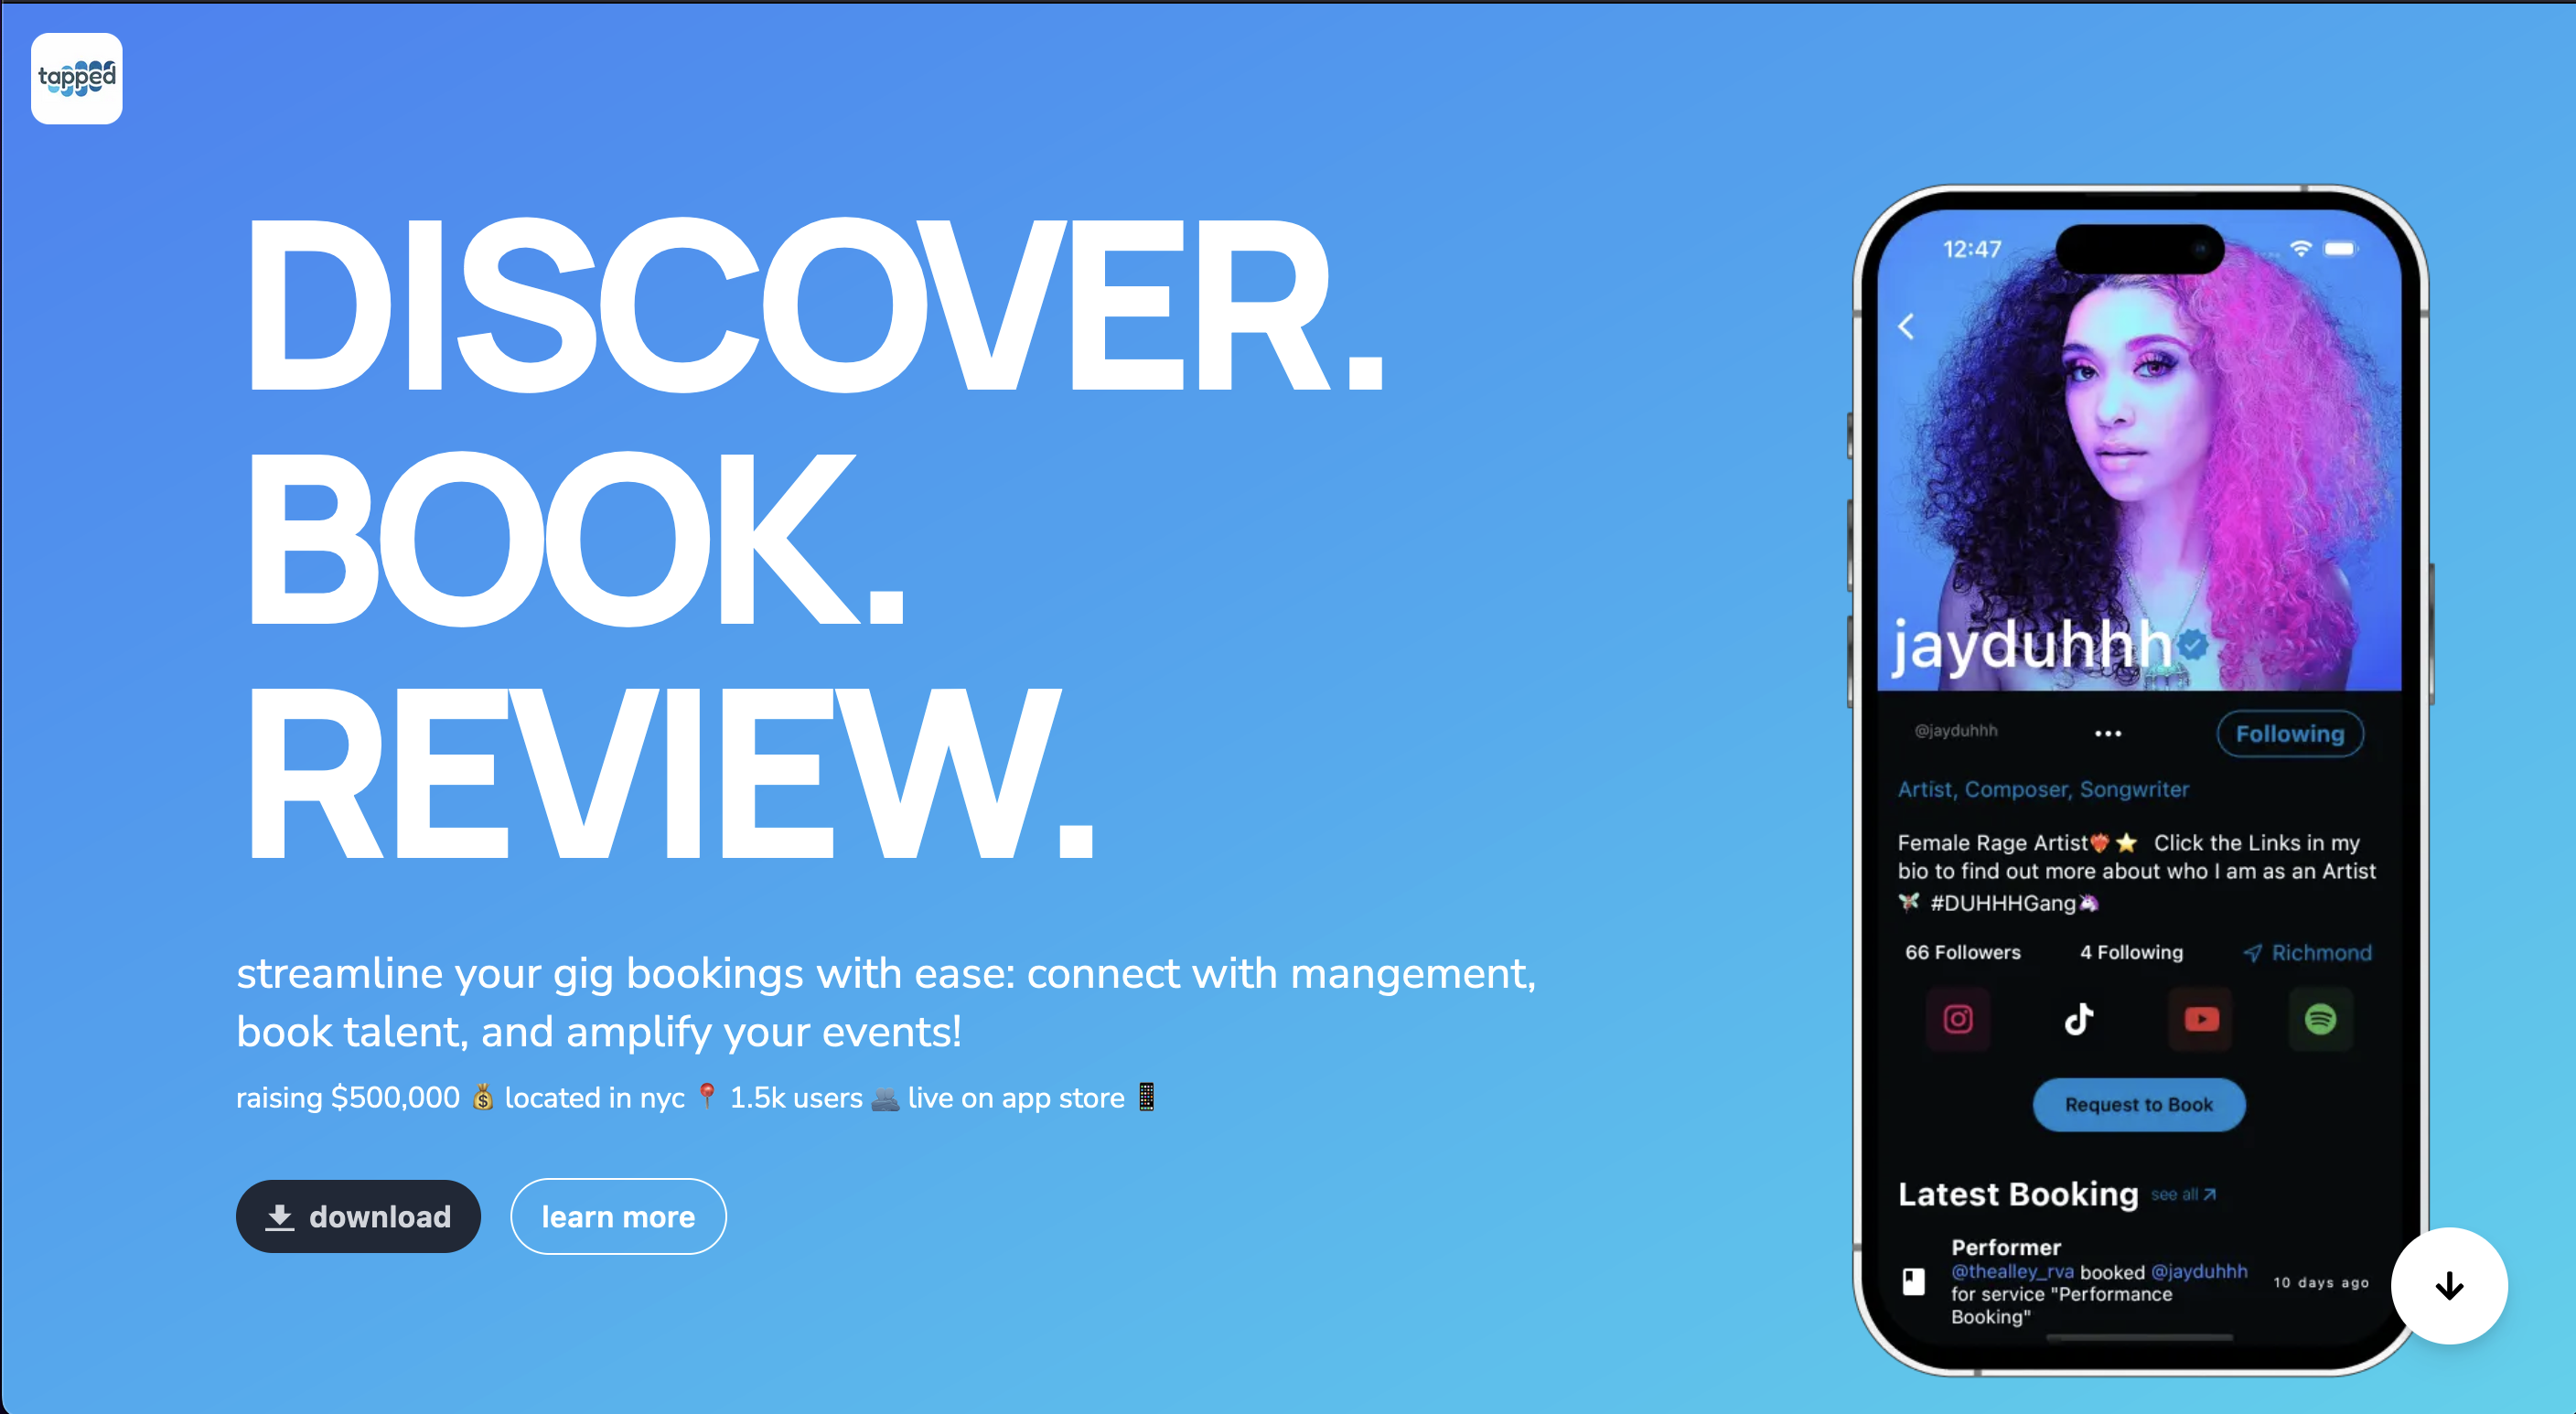 tapped
DISCOVER.
BOOK.
REVIEW.
streamline your gig bookings with ease: connect with mangement,
book talent, and amplify your events!
raising $500,000 💰 located in nyc 📍 1.5k users 👥 live on app store 📱
download
learn more
12:47
jayduhhh
@jayduhhh
Following
Artist, Composer, Songwriter
Female Rage Artist❤️‍🔥⭐ Click the Links in my
bio to find out more about who I am as an Artist
🧚 #DUHHHGang🦄
66 Followers 4 Following Richmond
Request to Book
Latest Booking see all
Performer
@thealley_rva booked @jayduhhh
for service "Performance
Booking"
10 days ago